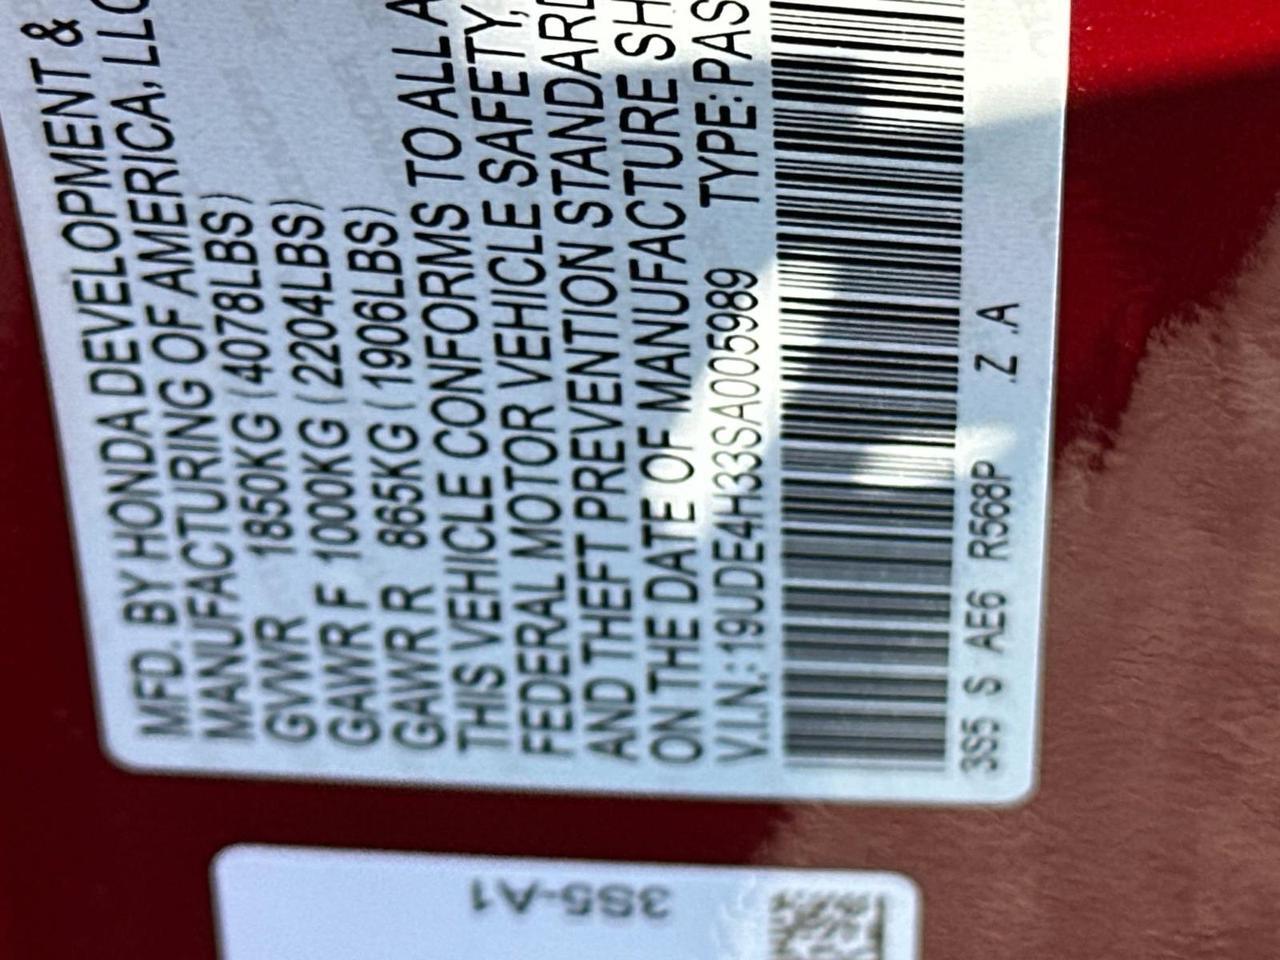 MFD. BY HONDA DEVELOPMENT &
MANUFACTURING OF AMERICA, LLC
GVWR 1850KG (4078LBS)
GAWR F 1000KG (2204LBS)
GAWR R 865KG (1906LBS)
THIS VEHICLE CONFORMS TO ALL A
FEDERAL MOTOR VEHICLE SAFETY,
AND THEFT PREVENTION STANDARD
ON THE DATE OF MANUFACTURE SH
V.I.N.: 19UDE4H33SA005989 TYPE: PAS
3S5 S AE6 R568P .Z .A
3S5-A1